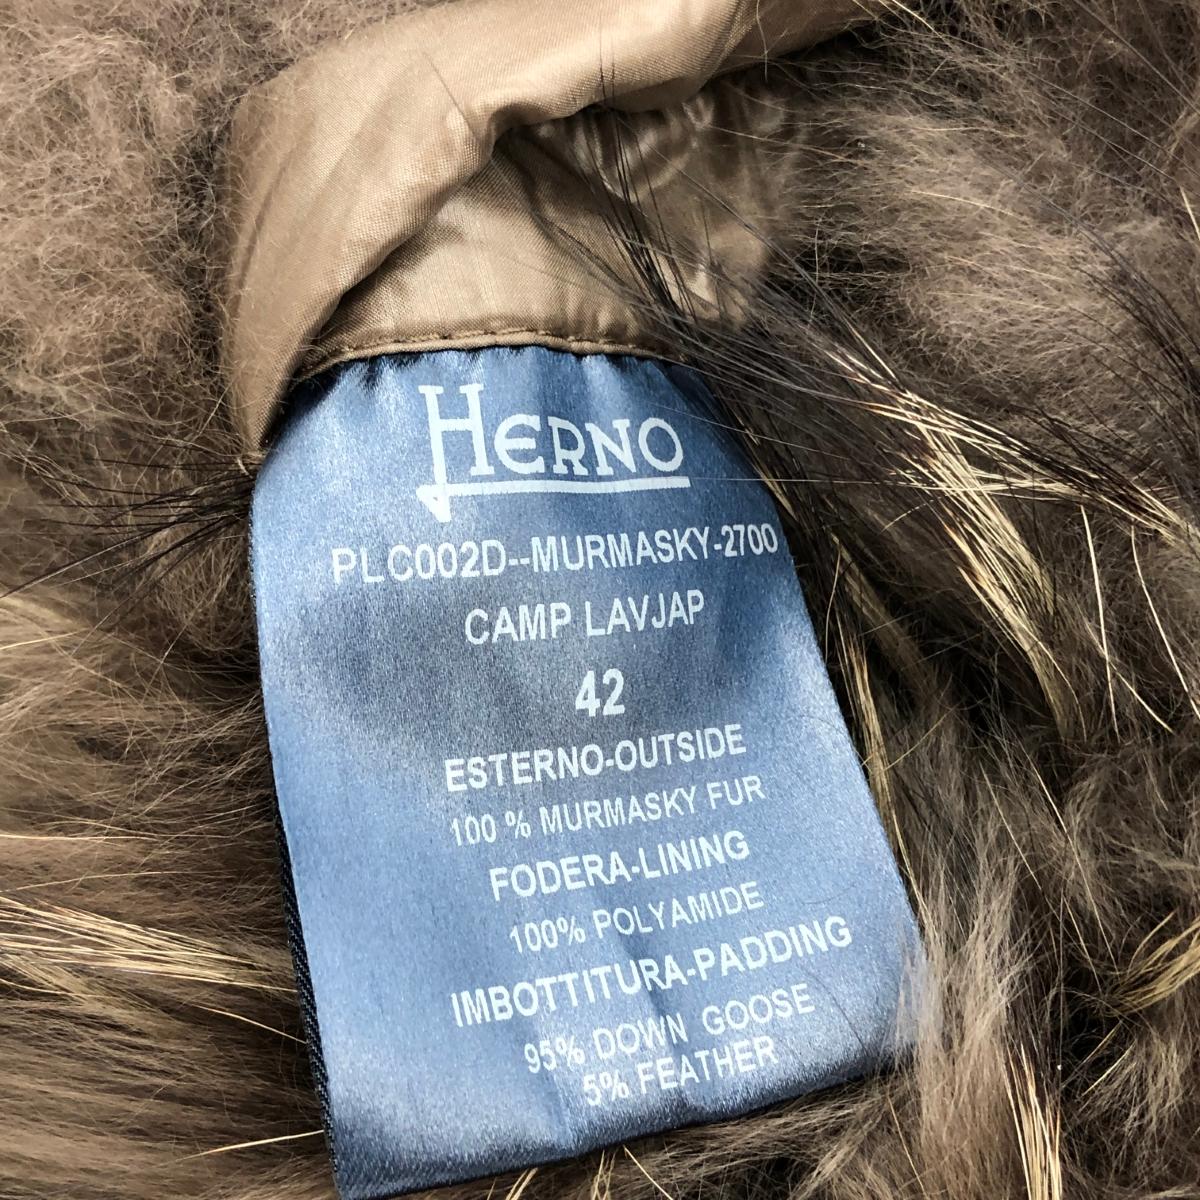 HERNO
PLC002D--MURMASKY-2700
CAMP LAVJAP
42
ESTERNO-OUTSIDE
100 % MURMASKY FUR
FODERA-LINING
100% POLYAMIDE
IMBOTTITURA-PADDING
95% DOWN GOOSE
5% FEATHER